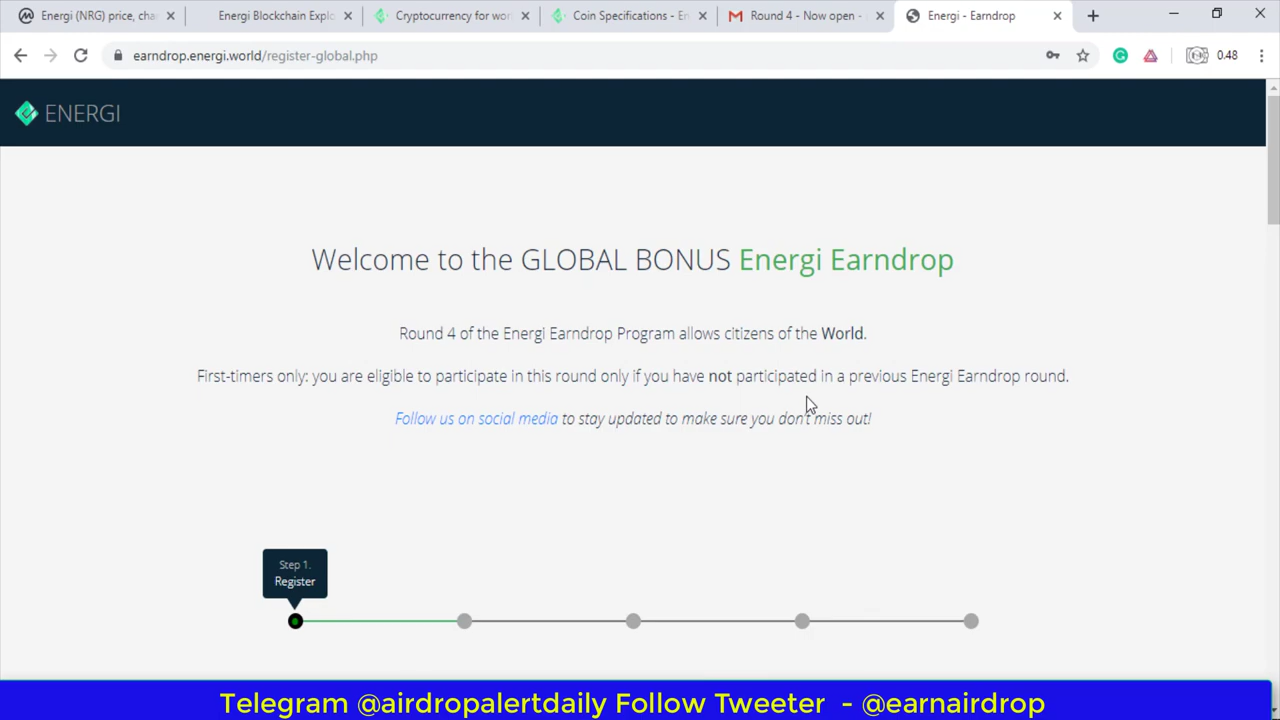 Energi (NRG) price, cha
Energi Blockchain Explo
Cryptocurrency for wor
Coin Specifications - En
Round 4 - Now open -
Energi - Earndrop
earndrop.energi.world/register-global.php
0.48
ENERGI
Welcome to the GLOBAL BONUS Energi Earndrop
Round 4 of the Energi Earndrop Program allows citizens of the World.
First-timers only: you are eligible to participate in this round only if you have not participated in a previous Energi Earndrop round.
Follow us on social media to stay updated to make sure you don't miss out!
Step 1.
Register
Telegram @airdropalertdaily Follow Tweeter - @earnairdrop